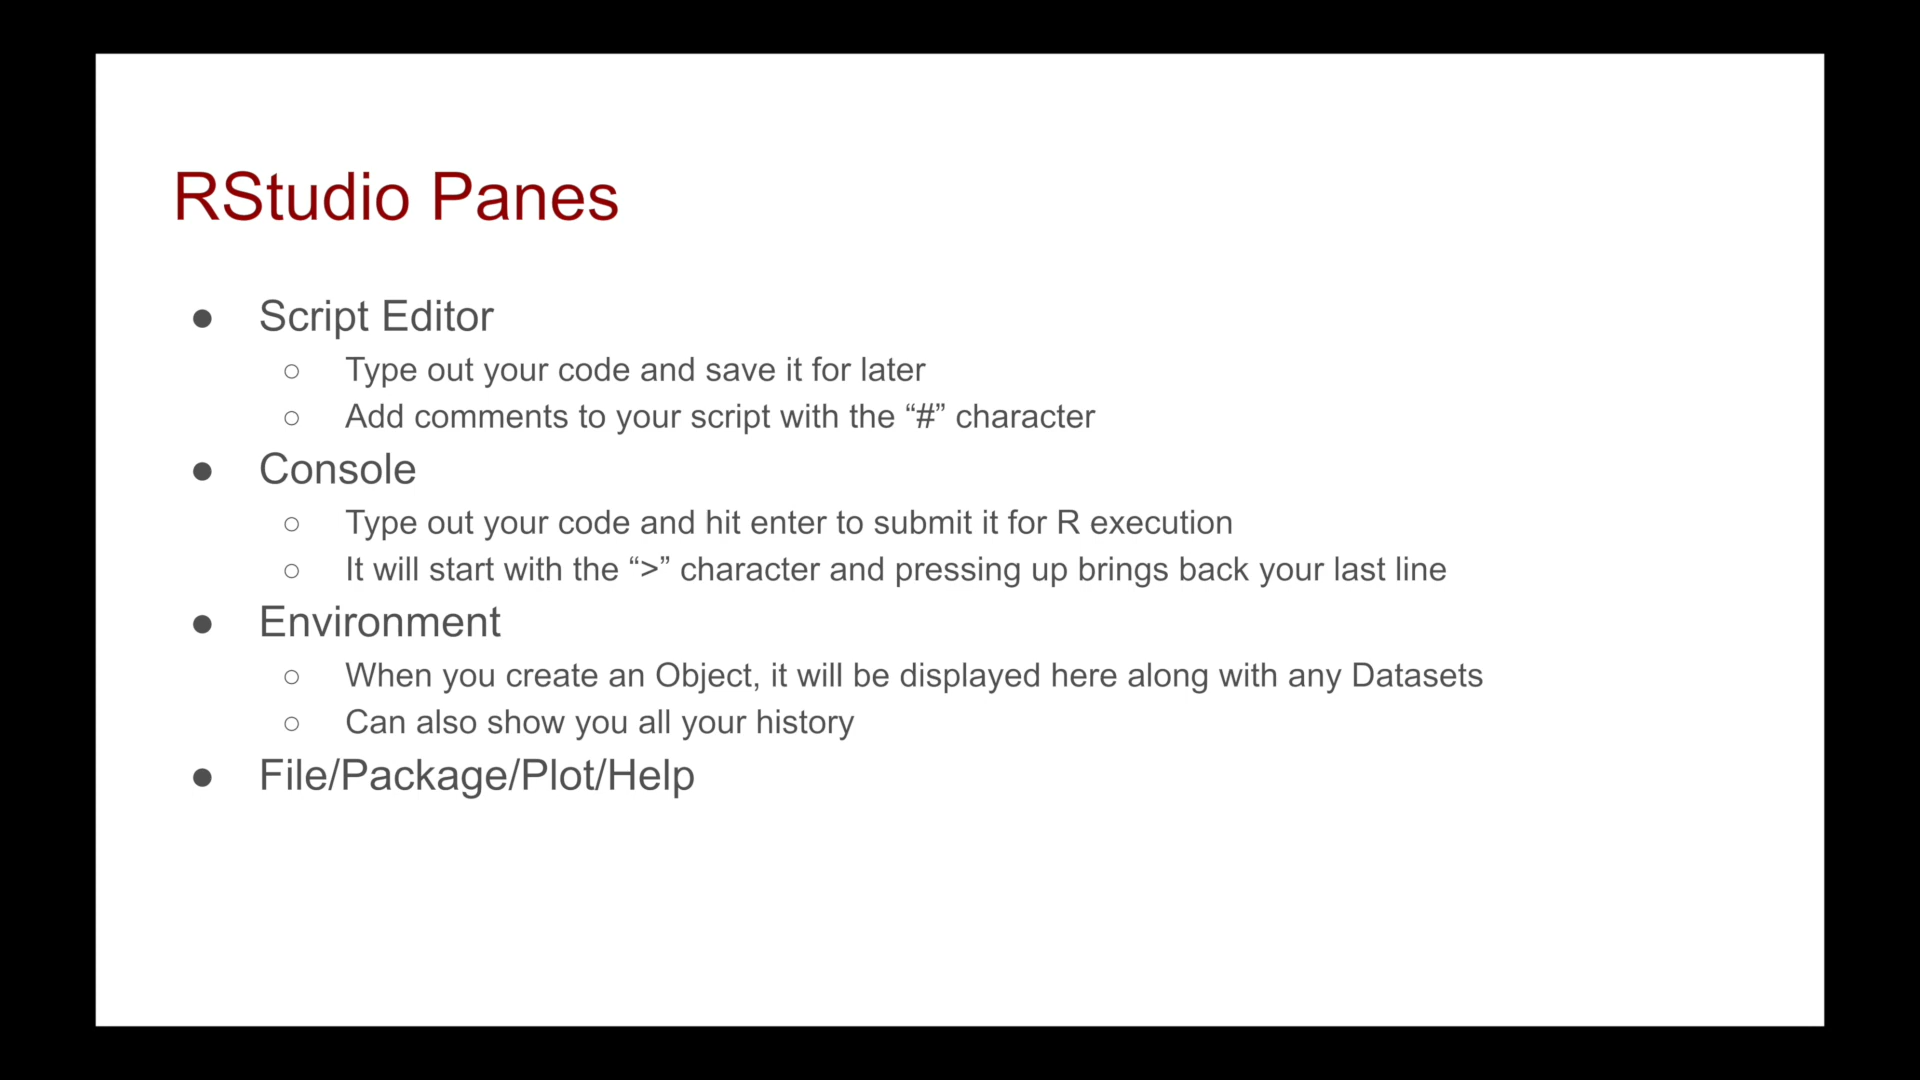 RStudio Panes
● Script Editor
○ Type out your code and save it for later
○ Add comments to your script with the “#” character
● Console
○ Type out your code and hit enter to submit it for R execution
○ It will start with the “>” character and pressing up brings back your last line
● Environment
○ When you create an Object, it will be displayed here along with any Datasets
○ Can also show you all your history
● File/Package/Plot/Help